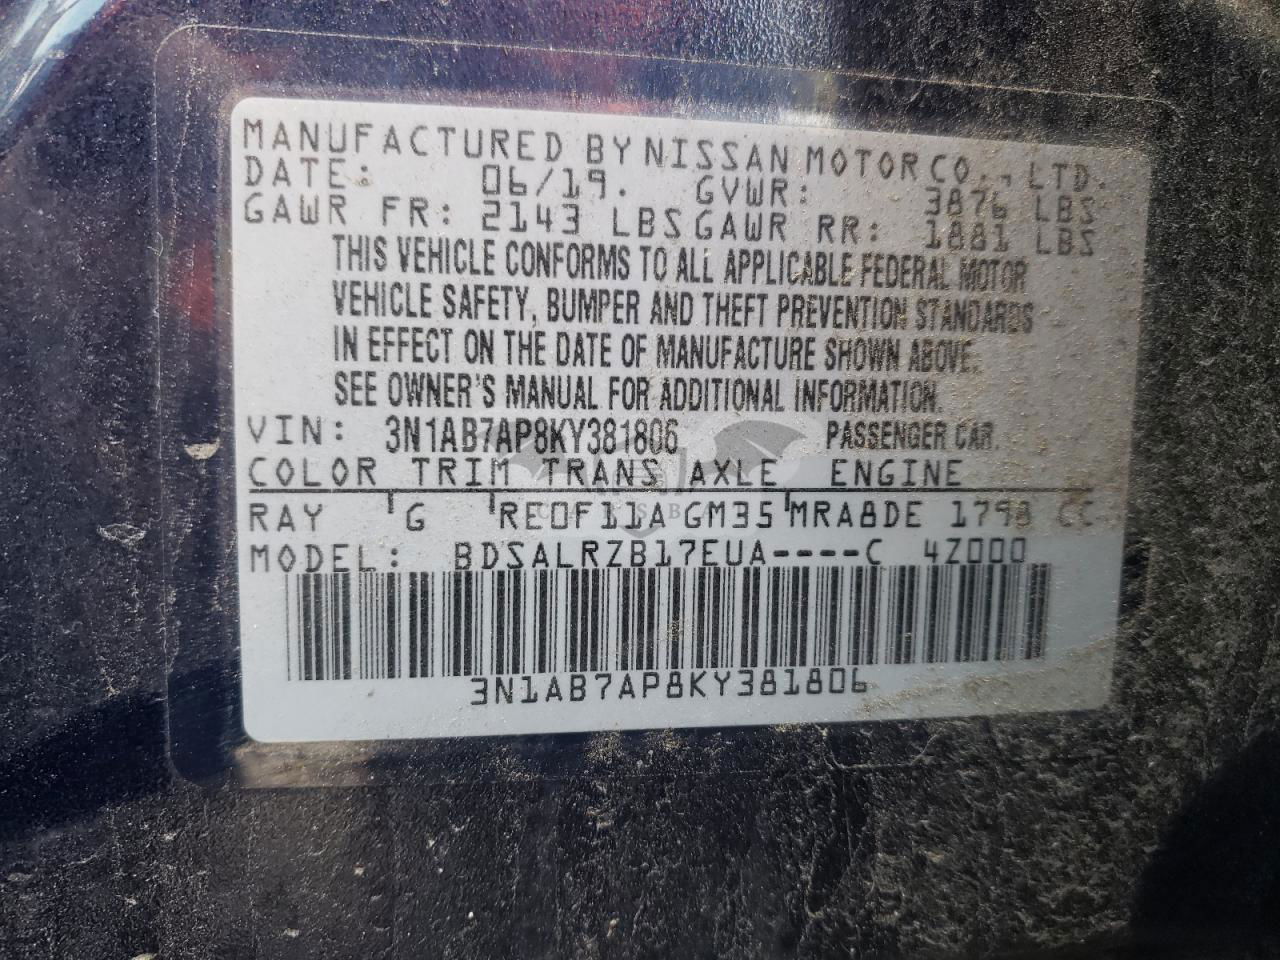 MANUFACTURED BY NISSAN MOTOR CO., LTD.
DATE: 06/19. GVWR: 3876 LBS
GAWR FR: 2143 LBS GAWR RR: 1881 LBS
THIS VEHICLE CONFORMS TO ALL APPLICABLE FEDERAL MOTOR
VEHICLE SAFETY, BUMPER AND THEFT PREVENTION STANDARDS
IN EFFECT ON THE DATE OF MANUFACTURE SHOWN ABOVE.
SEE OWNER'S MANUAL FOR ADDITIONAL INFORMATION.
VIN: 3N1AB7AP8KY381806 PASSENGER CAR
COLOR TRIM TRANS AXLE ENGINE
RAY G RE0F11A GM35 MRA8DE 1798 CC
MODEL: BDSALRZB17EUA----C 4Z000
3N1AB7AP8KY381806